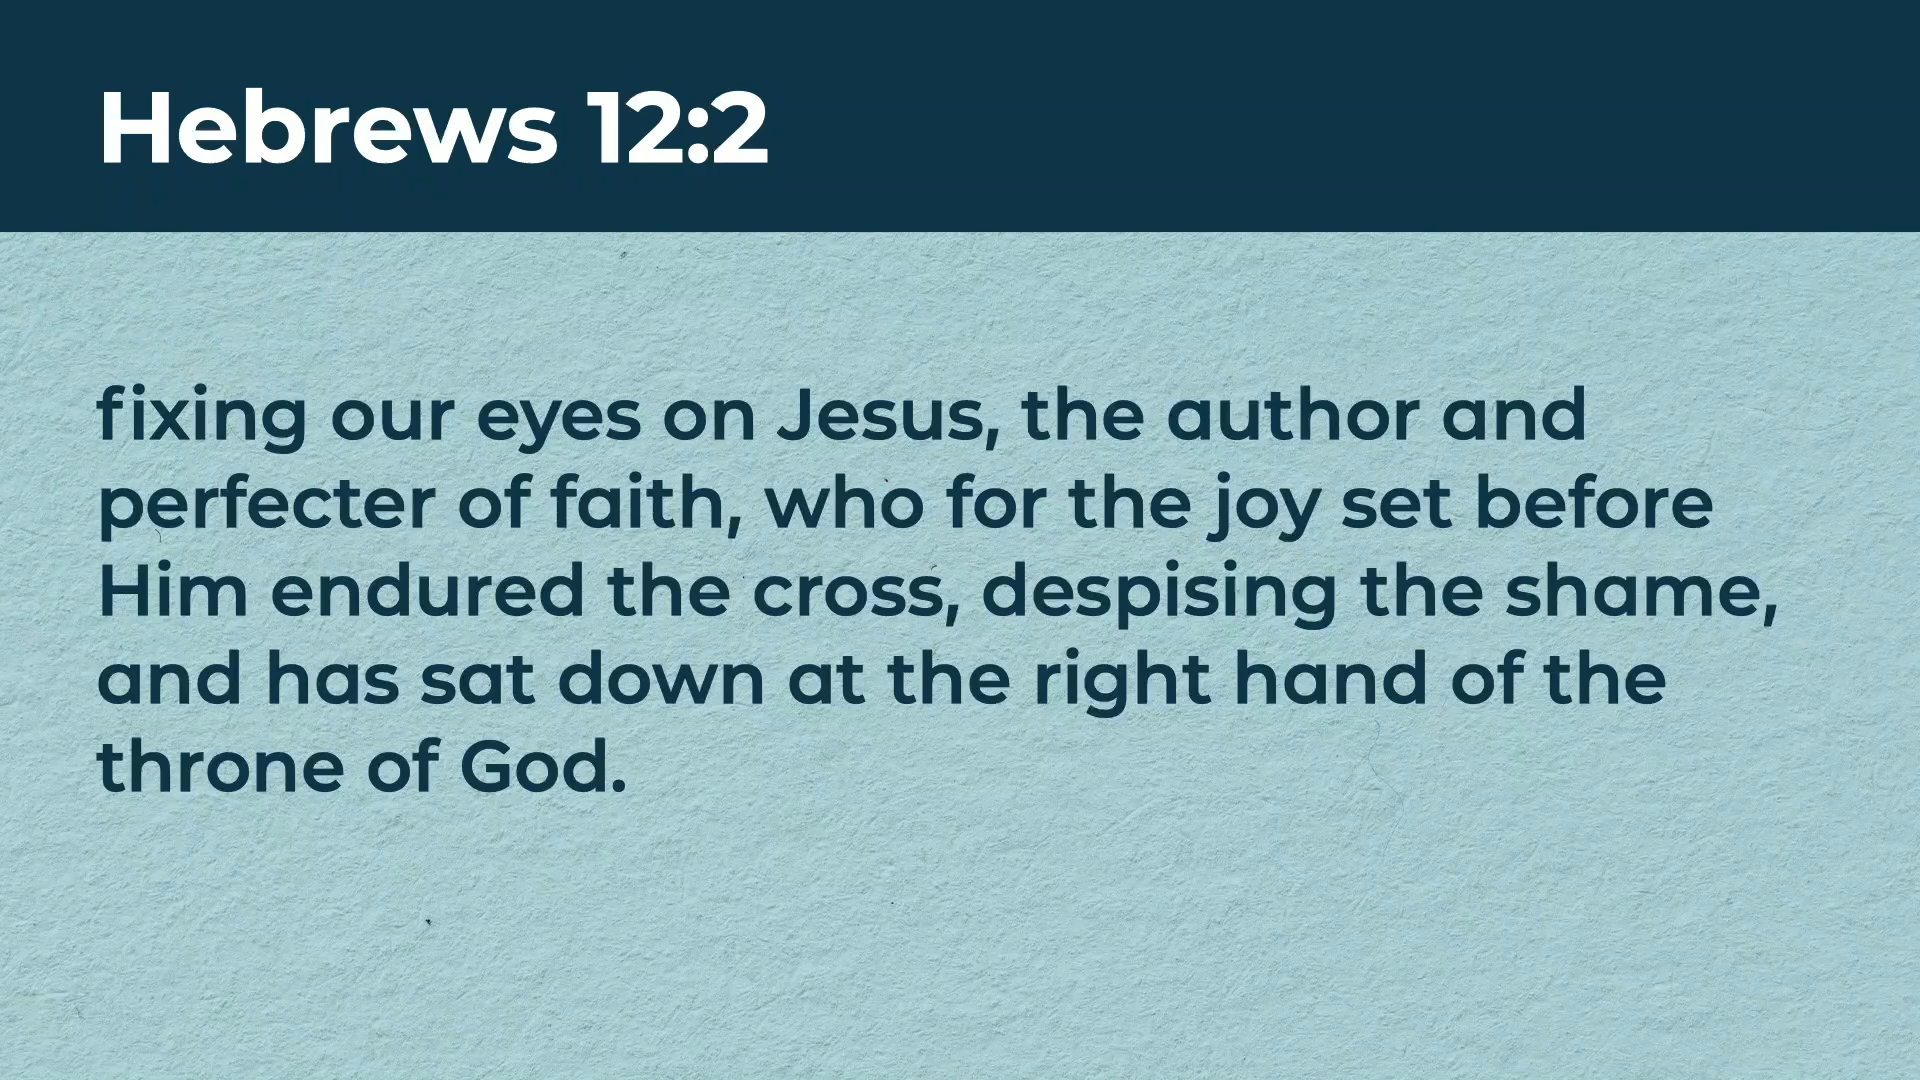 Hebrews 12:2
fixing our eyes on Jesus, the author and
perfecter of faith, who for the joy set before
Him endured the cross, despising the shame,
and has sat down at the right hand of the
throne of God.